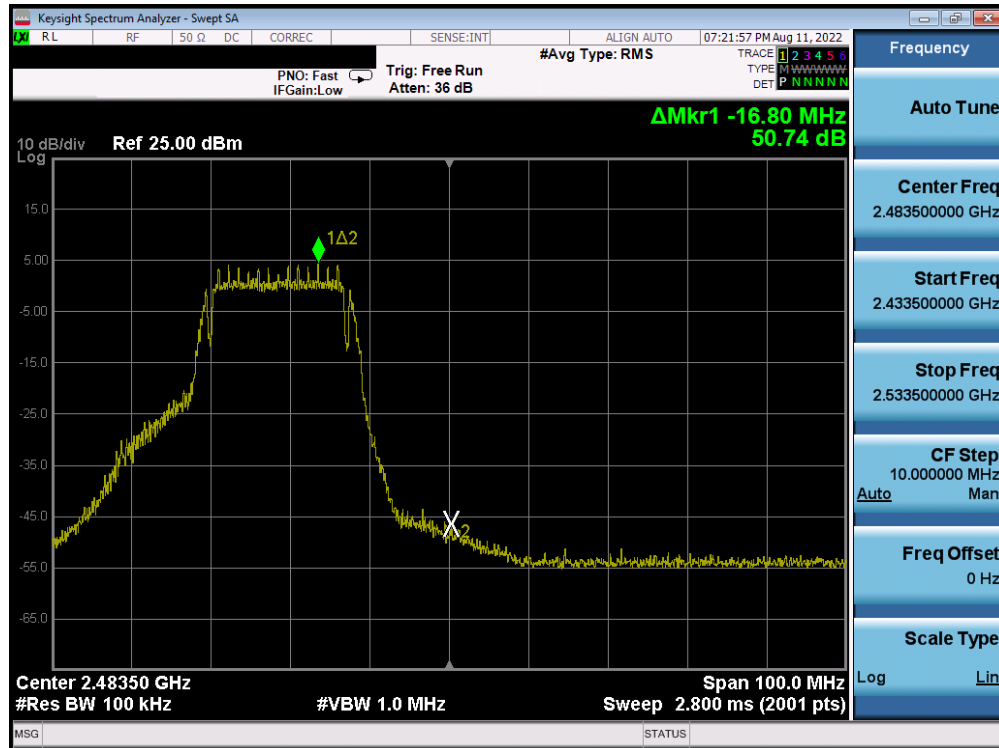 Keysight Spectrum Analyzer - Swept SA
LXI RL RF 50 Ω DC CORREC SENSE:INT ALIGN AUTO 07:21:57 PM Aug 11, 2022
#Avg Type: RMS TRACE 1 2 3 4 5 6
PNO: Fast Trig: Free Run TYPE M WWWWW
IFGain:Low Atten: 36 dB DET P N N N N N
ΔMkr1 -16.80 MHz
50.74 dB
10 dB/div Ref 25.00 dBm
Log
15.0
1Δ2
5.00
-5.00
-15.0
-25.0
-35.0
-45.0
X2
-55.0
-65.0
Center 2.48350 GHz Span 100.0 MHz
#Res BW 100 kHz #VBW 1.0 MHz Sweep 2.800 ms (2001 pts)
MSG STATUS
Frequency
Auto Tune
Center Freq
2.483500000 GHz
Start Freq
2.433500000 GHz
Stop Freq
2.533500000 GHz
CF Step
10.000000 MHz
Auto Man
Freq Offset
0 Hz
Scale Type
Log Lin